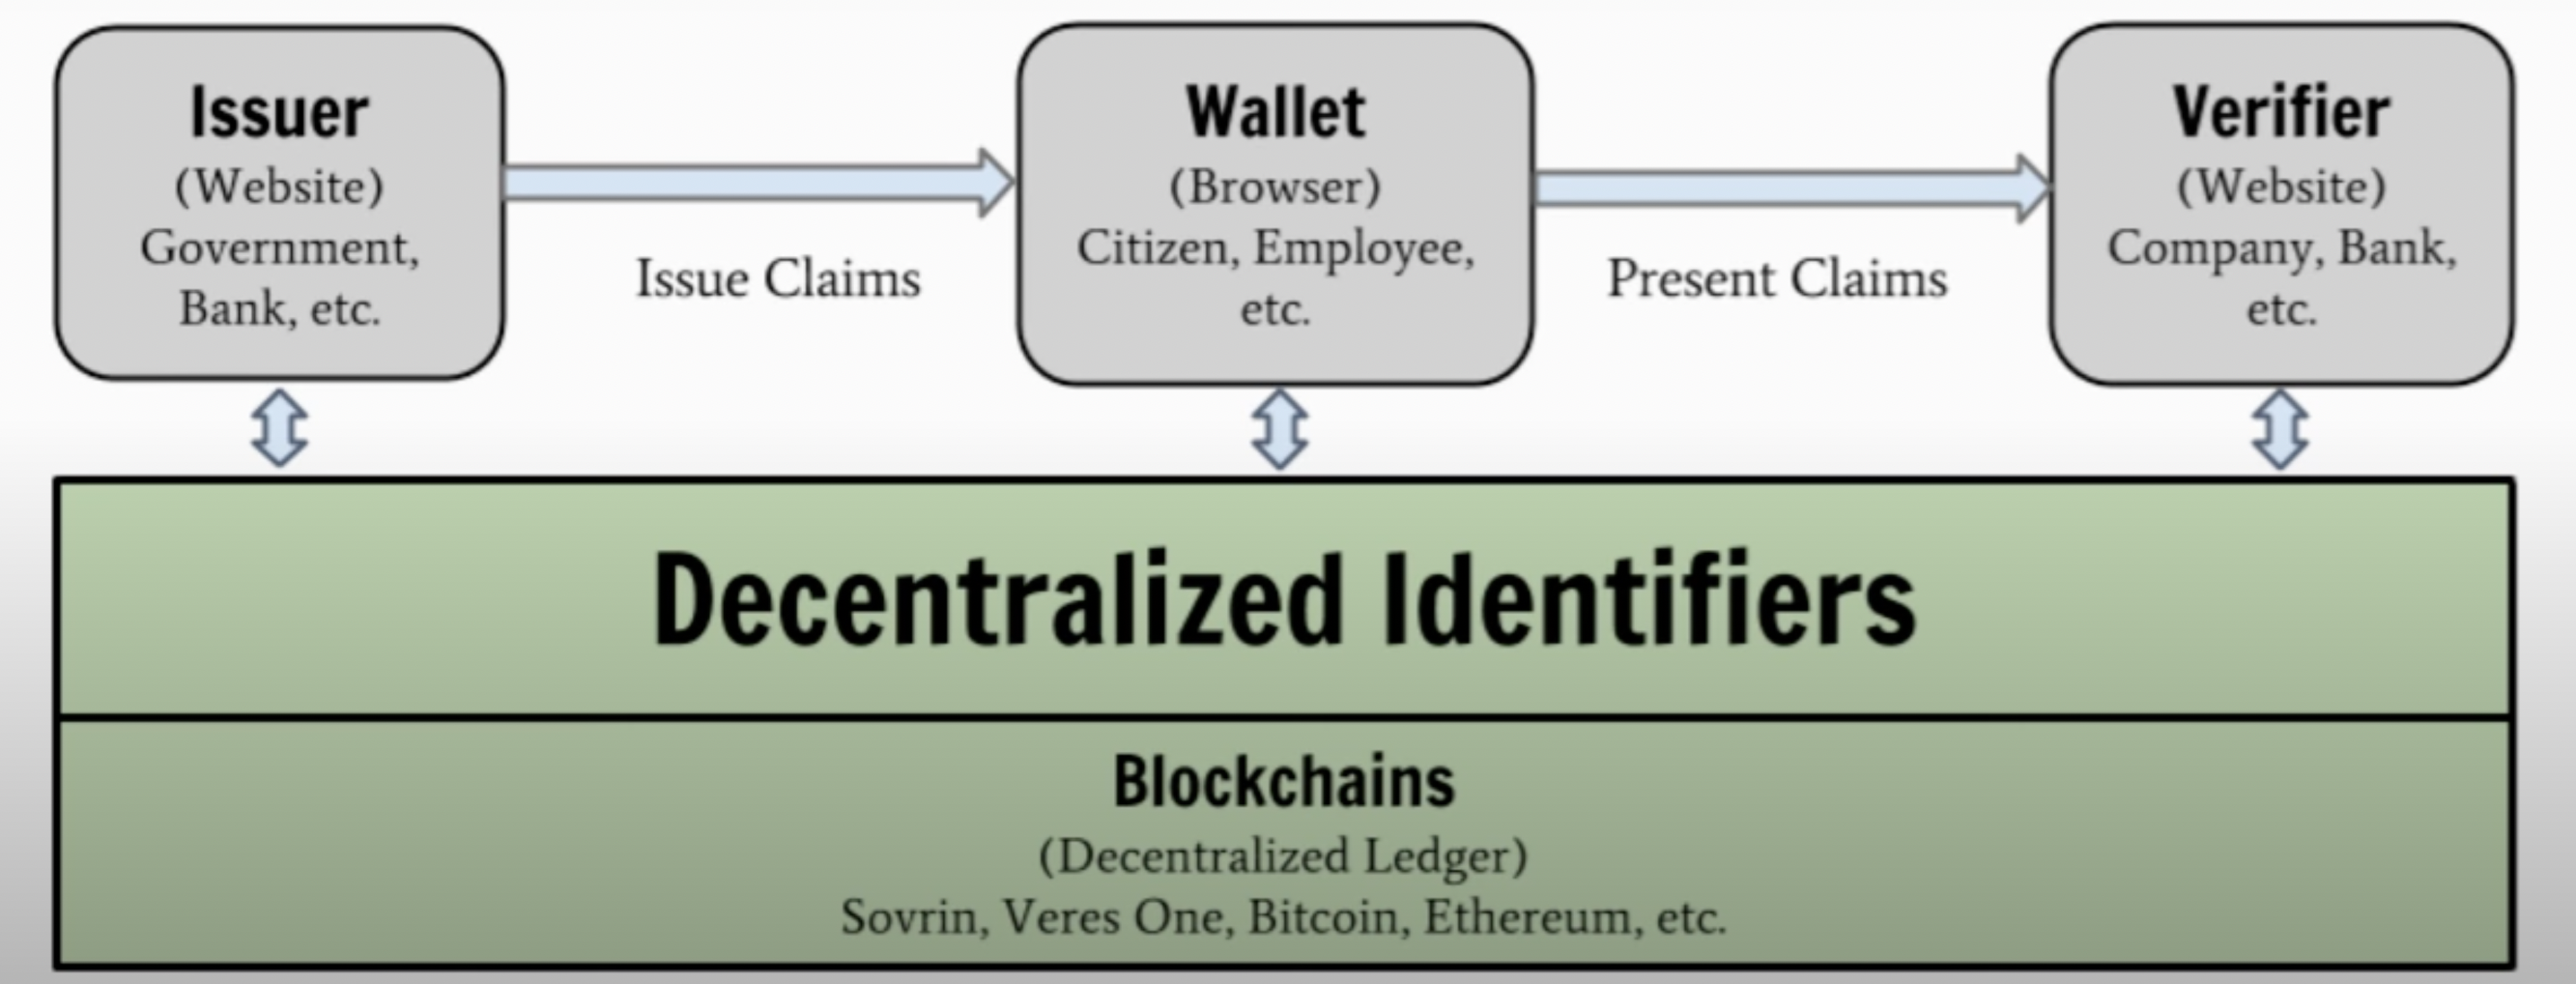 Issuer
(Website)
Government,
Bank, etc.
Issue Claims
Wallet
(Browser)
Citizen, Employee,
etc.
Present Claims
Verifier
(Website)
Company, Bank,
etc.
Decentralized Identifiers
Blockchains
(Decentralized Ledger)
Sovrin, Veres One, Bitcoin, Ethereum, etc.